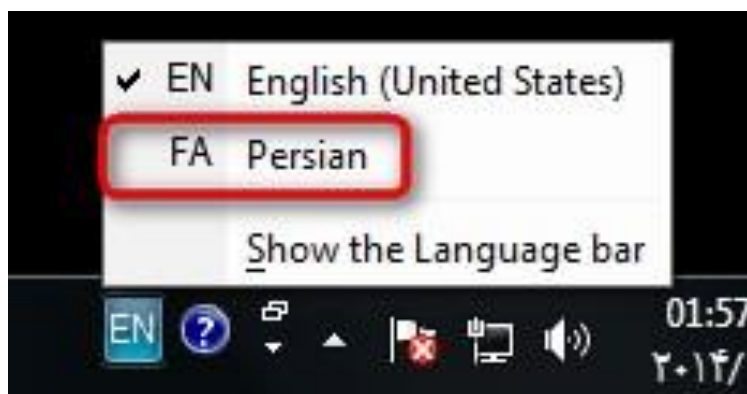 ✔ EN English (United States)
FA Persian
Show the Language bar
EN ?
01:57
۲۰۱۴/